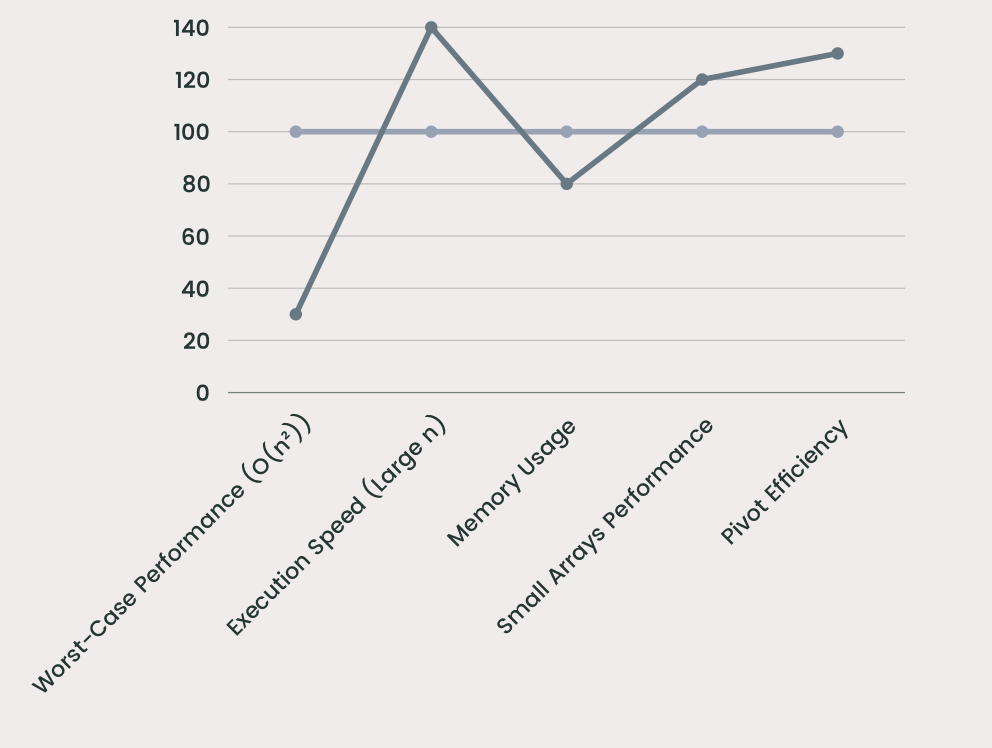 140
120
100
80
60
40
20
0
Worst-Case Performance (O(n²))
Execution Speed (Large n)
Memory Usage
Small Arrays Performance
Pivot Efficiency